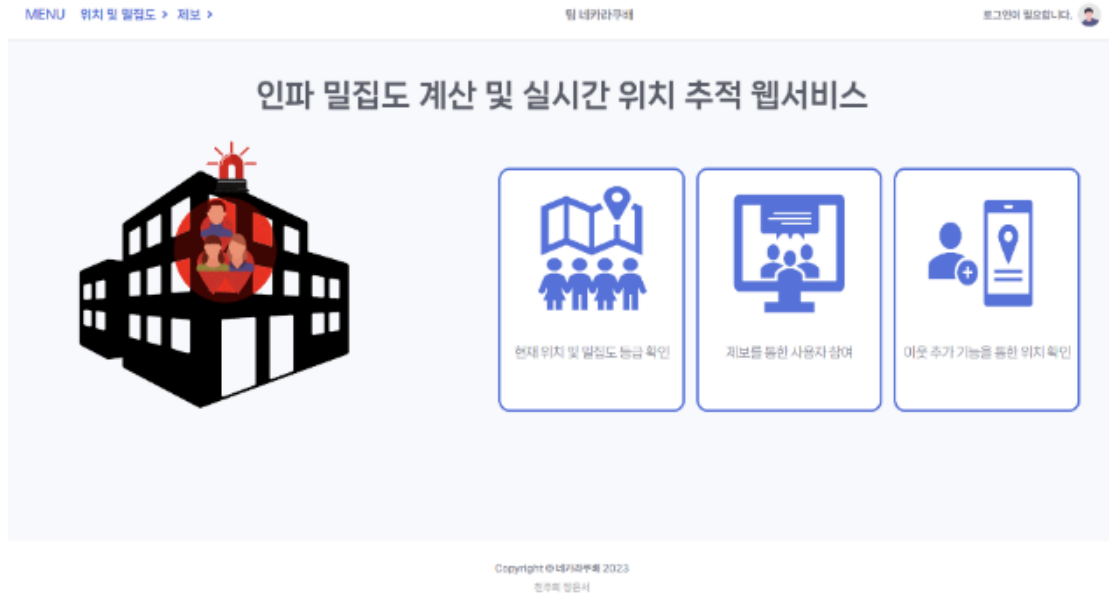 MENU 위치 및 밀집도 > 제보 >
팀 네카라쿠배
로그인이 필요합니다.
인파 밀집도 계산 및 실시간 위치 추적 웹서비스
현재 위치 및 밀집도 등급 확인
제보를 통한 사용자 참여
이웃 추가 기능을 통한 위치 확인
Copyright © 네카라쿠배 2023